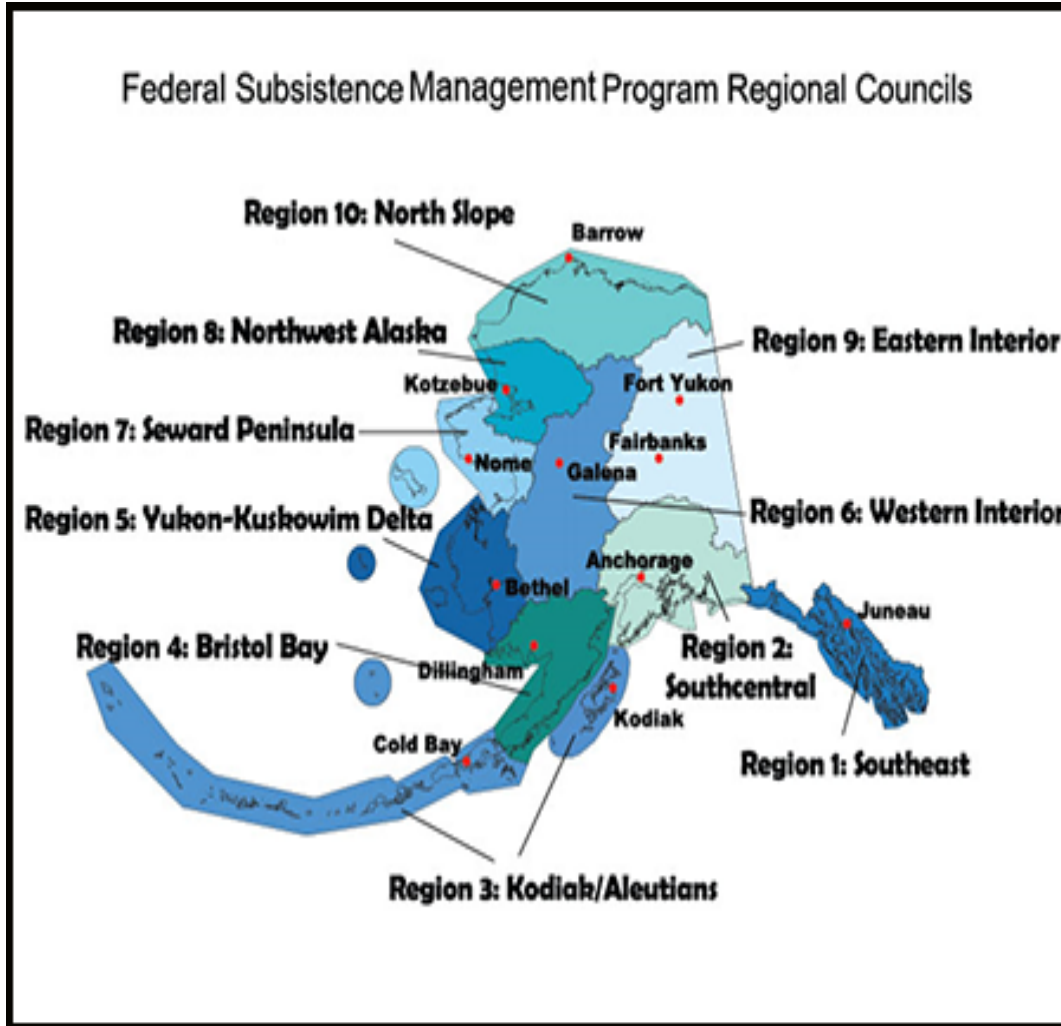 Federal Subsistence Management Program Regional Councils
Region 10: North Slope
Barrow
Region 8: Northwest Alaska
Region 9: Eastern Interior
Kotzebue
Fort Yukon
Region 7: Seward Peninsula
Fairbanks
Nome
Galena
Region 5: Yukon-Kuskowim Delta
Region 6: Western Interior
Anchorage
Bethel
Juneau
Region 4: Bristol Bay
Dillingham
Region 2:
Southcentral
Kodiak
Cold Bay
Region 1: Southeast
Region 3: Kodiak/Aleutians